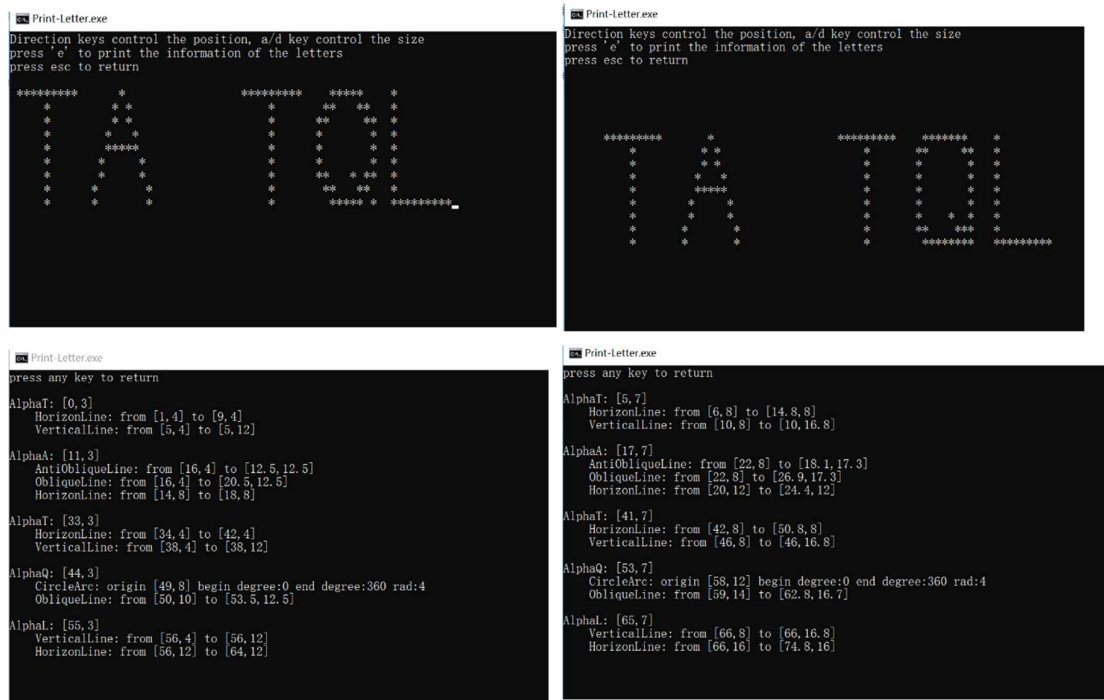 Print-Letter.exe
Direction keys control the position, a/d key control the size
press 'e' to print the information of the letters
press esc to return
TA TQL
Print-Letter.exe
Direction keys control the position, a/d key control the size
press 'e' to print the information of the letters
press esc to return
TA TQL
Print-Letter.exe
press any key to return
AlphaT: [0,3]
HorizonLine: from [1,4] to [9,4]
VerticalLine: from [5,4] to [5,12]
AlphaA: [11,3]
AntiObliqueLine: from [16,4] to [12.5,12.5]
ObliqueLine: from [16,4] to [20.5,12.5]
HorizonLine: from [14,8] to [18,8]
AlphaT: [33,3]
HorizonLine: from [34,4] to [42,4]
VerticalLine: from [38,4] to [38,12]
AlphaQ: [44,3]
CircleArc: origin [49,8] begin degree:0 end degree:360 rad:4
ObliqueLine: from [50,10] to [53.5,12.5]
AlphaL: [55,3]
VerticalLine: from [56,4] to [56,12]
HorizonLine: from [56,12] to [64,12]
Print-Letter.exe
press any key to return
AlphaT: [5,7]
HorizonLine: from [6,8] to [14.8,8]
VerticalLine: from [10,8] to [10,16.8]
AlphaA: [17,7]
AntiObliqueLine: from [22,8] to [18.1,17.3]
ObliqueLine: from [22,8] to [26.9,17.3]
HorizonLine: from [20,12] to [24.4,12]
AlphaT: [41,7]
HorizonLine: from [42,8] to [50.8,8]
VerticalLine: from [46,8] to [46,16.8]
AlphaQ: [53,7]
CircleArc: origin [58,12] begin degree:0 end degree:360 rad:4
ObliqueLine: from [59,14] to [62.8,16.7]
AlphaL: [65,7]
VerticalLine: from [66,8] to [66,16.8]
HorizonLine: from [66,16] to [74.8,16]